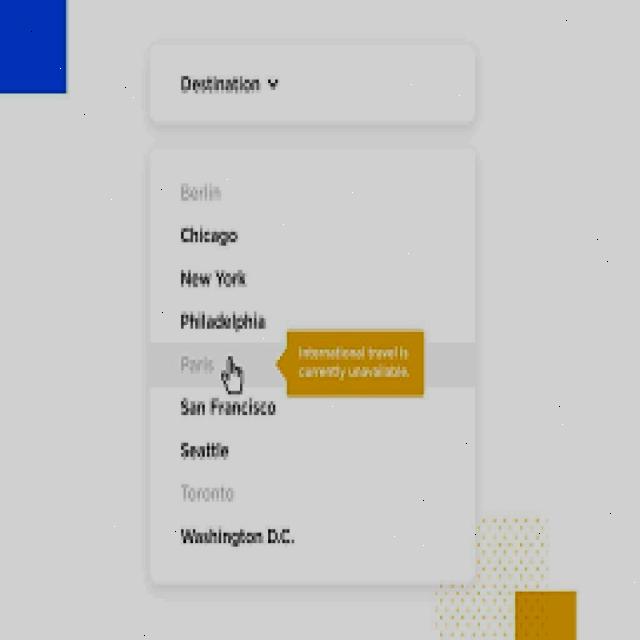 Destination
Berlin
Chicago
New York
Philadelphia
Paris
International travel is
currently unavailable.
San Francisco
Seattle
Toronto
Washington D.C.